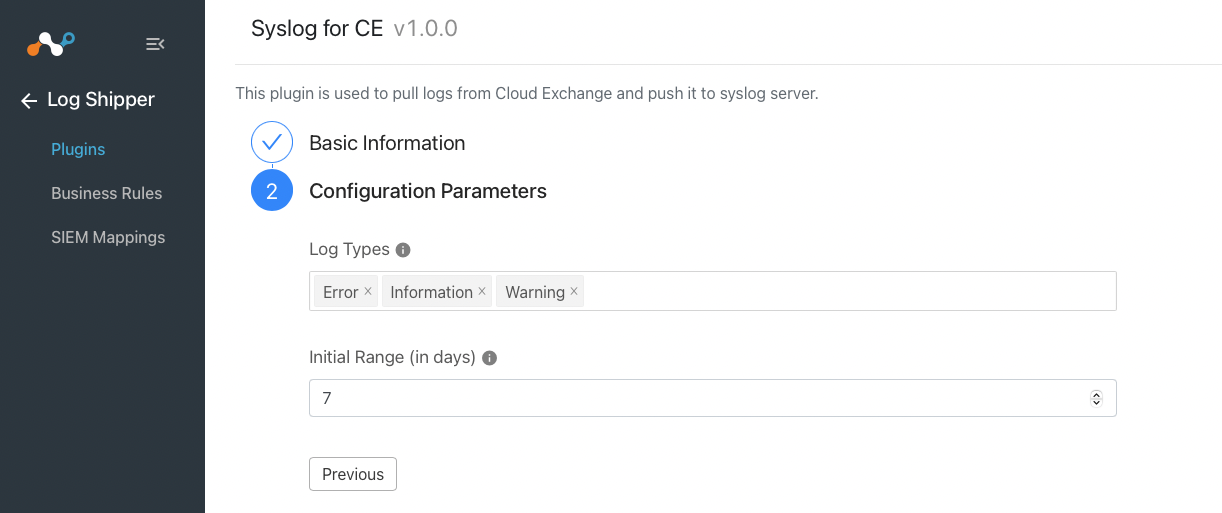 Syslog for CE v1.0.0
Log Shipper
Plugins
Business Rules
SIEM Mappings
This plugin is used to pull logs from Cloud Exchange and push it to syslog server.
Basic Information
2 Configuration Parameters
Log Types
Error × Information × Warning ×
Initial Range (in days)
7
Previous